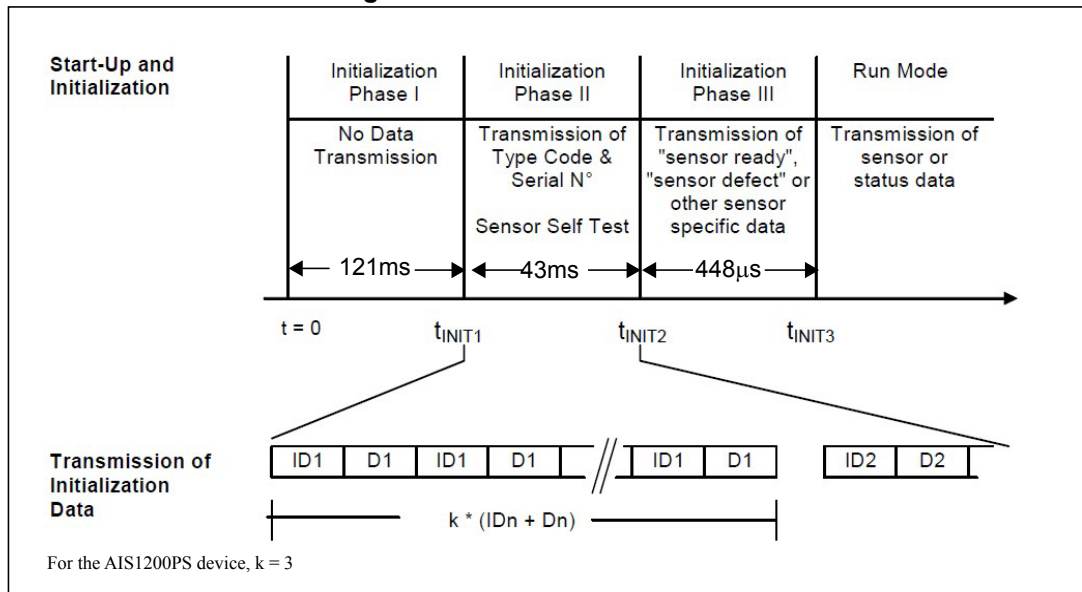 Start-Up and
Initialization
Initialization
Phase I
Initialization
Phase II
Initialization
Phase III
Run Mode
No Data
Transmission
Transmission of
Type Code &
Serial N°
Sensor Self Test
Transmission of
"sensor ready",
"sensor defect" or
other sensor
specific data
Transmission of
sensor or
status data
121ms
43ms
448μs
t = 0
tINIT1
tINIT2
tINIT3
Transmission of
Initialization
Data
ID1 D1 ID1 D1 ID1 D1 ID2 D2
k * (IDn + Dn)
For the AIS1200PS device, k = 3